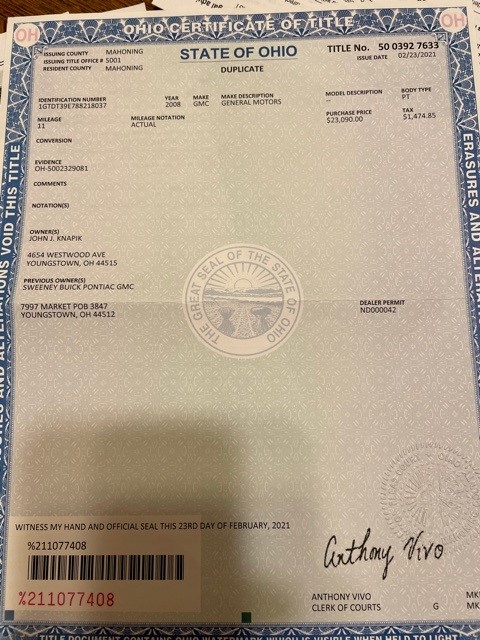 OHIO CERTIFICATE OF TITLE
OH
OH
ISSUING COUNTY MAHONING
ISSUING TITLE OFFICE # 5001
RESIDENT COUNTY MAHONING
STATE OF OHIO
DUPLICATE
TITLE No. 50 0392 7633
ISSUE DATE 02/23/2021
IDENTIFICATION NUMBER YEAR MAKE MAKE DESCRIPTION MODEL DESCRIPTION BODY TYPE
1GTDT39E788218037 2008 GMC GENERAL MOTORS -- PT
MILEAGE MILEAGE NOTATION PURCHASE PRICE TAX
11 ACTUAL $23,090.00 $1,474.85
CONVERSION
EVIDENCE
OH-5002329081
COMMENTS
NOTATION(S)
OWNER(S)
JOHN J. KNAPIK
4654 WESTWOOD AVE
YOUNGSTOWN, OH 44515
PREVIOUS OWNER(S)
SWEENEY BUICK PONTIAC GMC
7997 MARKET POB 3847
YOUNGSTOWN, OH 44512
DEALER PERMIT
ND000042
THE GREAT SEAL OF THE STATE OF OHIO
WITNESS MY HAND AND OFFICIAL SEAL THIS 23RD DAY OF FEBRUARY, 2021
%211077408
%211077408
Anthony Vivo
ANTHONY VIVO
CLERK OF COURTS G
VOID THIS TITLE
ERASURES AND